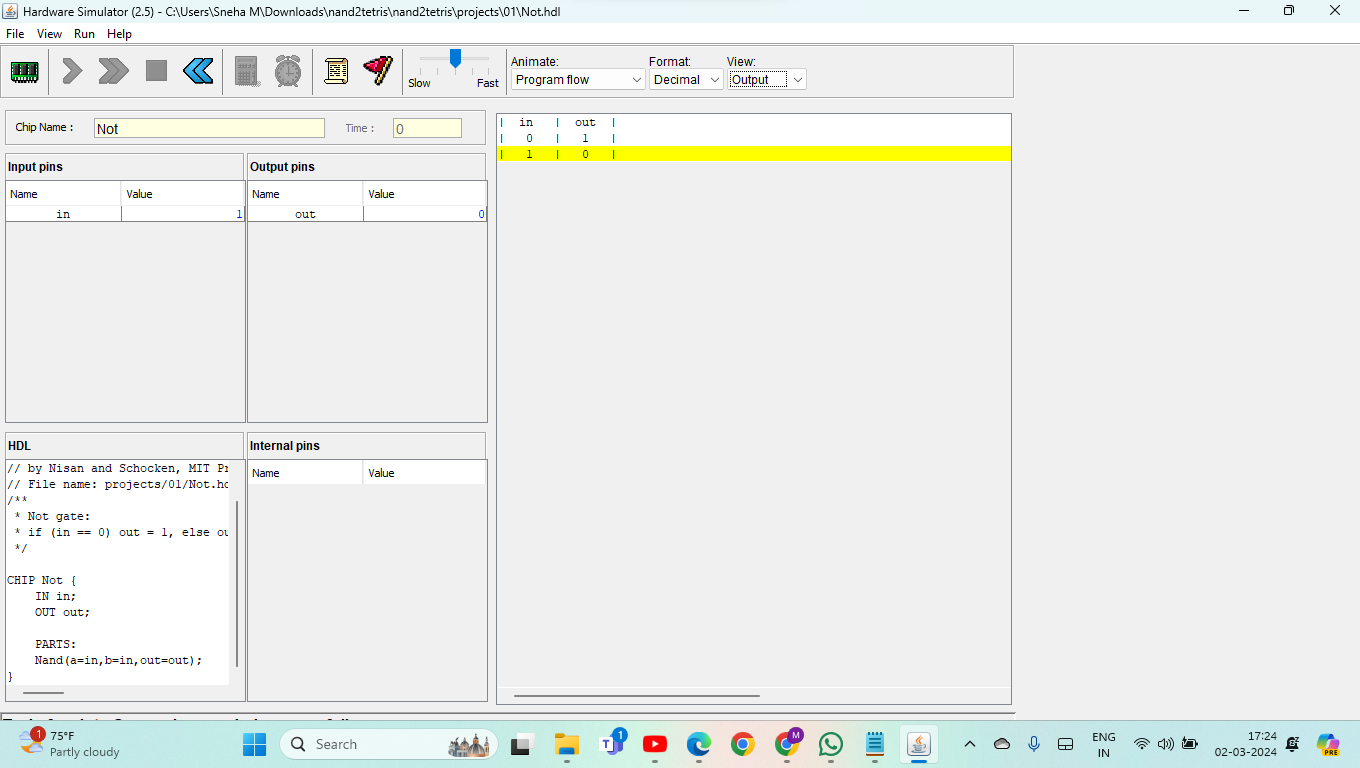 Hardware Simulator (2.5) - C:\Users\Sneha M\Downloads\nand2tetris\nand2tetris\projects\01\Not.hdl
File View Run Help
Animate: Format: View:
Slow Fast Program flow Decimal Output
Chip Name : Not Time : 0
| in | out |
| 0 | 1 |
| 1 | 0 |
Input pins
Name Value
in 1
Output pins
Name Value
out 0
HDL
// by Nisan and Schocken, MIT
// File name: projects/01/Not.
/**
* Not gate:
* if (in == 0) out = 1, else
*/
CHIP Not {
IN in;
OUT out;
PARTS:
Nand(a=in,b=in,out=out);
}
Internal pins
Name Value
1
75°F
Partly cloudy
Search
1
M
ENG
IN
17:24
02-03-2024
PRE